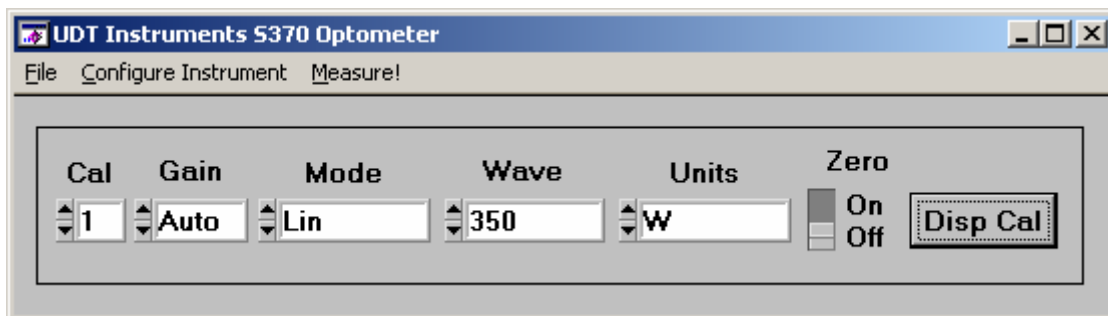 UDT Instruments S370 Optometer
File Configure Instrument Measure!
Cal Gain Mode Wave Units Zero
1 Auto Lin 350 W On Off Disp Cal